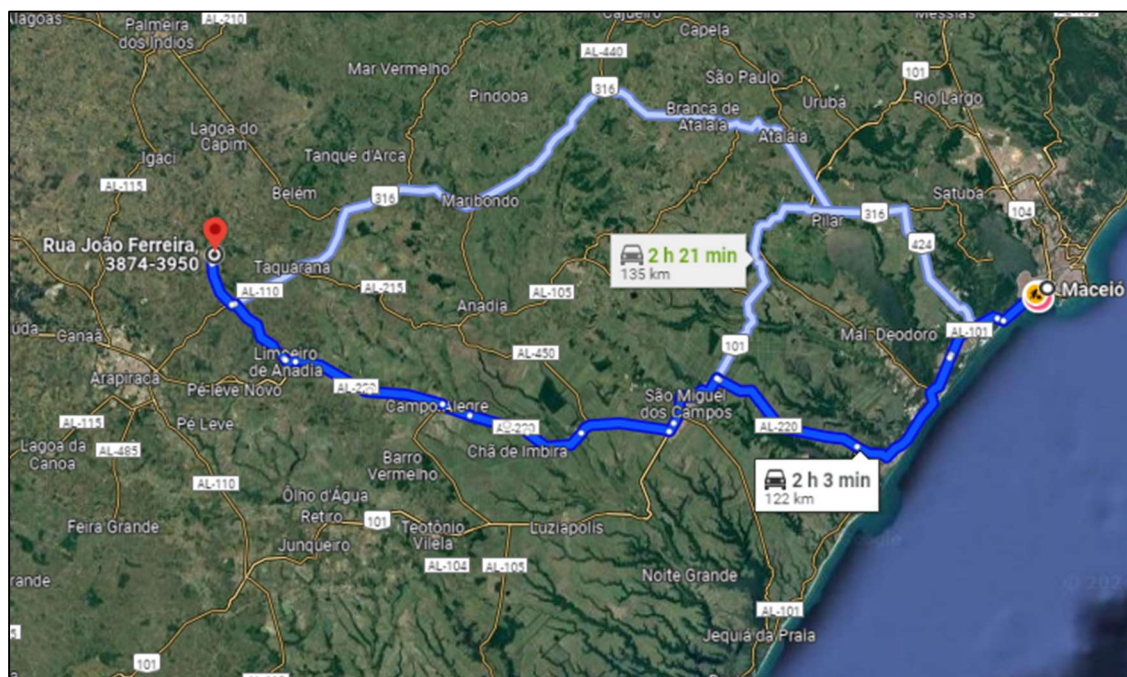 AL-210
Palmeira
dos Índios
Mar Vermelho
AL-440
Capela
316
Pindoba
São Paulo
101
Urubá
Rio Largo
Branca de
Atalaia
Atalaia
Lagoa do
Capim
Igaci
Tanque d'Arca
AL-115
Belém
316
Maribondo
Satuba
104
Pilar
316
424
Rua João Ferreira,
3874-3950
2 h 21 min
135 km
Taquarana
AL-110
AL-215
AL-105
Anadia
Maceió
Canaã
Mal. Deodoro
AL-101
101
Limoeiro
de Anadia
AL-450
Arapiraca
Pé-leve Novo
AL-220
Campo Alegre
São Miguel
dos Campos
AL-115
Pé Leve
AL-220
AL-220
Lagoa da
Canoa
AL-485
Chã de Imbira
Barro
Vermelho
2 h 3 min
122 km
AL-110
Ôlho d'Água
Retiro
101
Feira Grande
Teotônio
Vilela
Luziapolis
Junqueiro
AL-104
AL-105
Noite Grande
AL-101
Jequiá da Praia
101